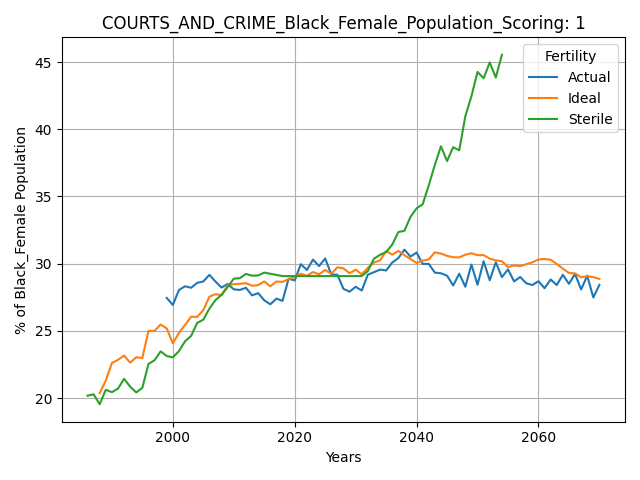 COURTS_AND_CRIME_Black_Female_Population_Scoring: 1
Fertility
Actual
Ideal
Sterile
% of Black_Female Population
45
40
35
30
25
20
2000 2020 2040 2060
Years